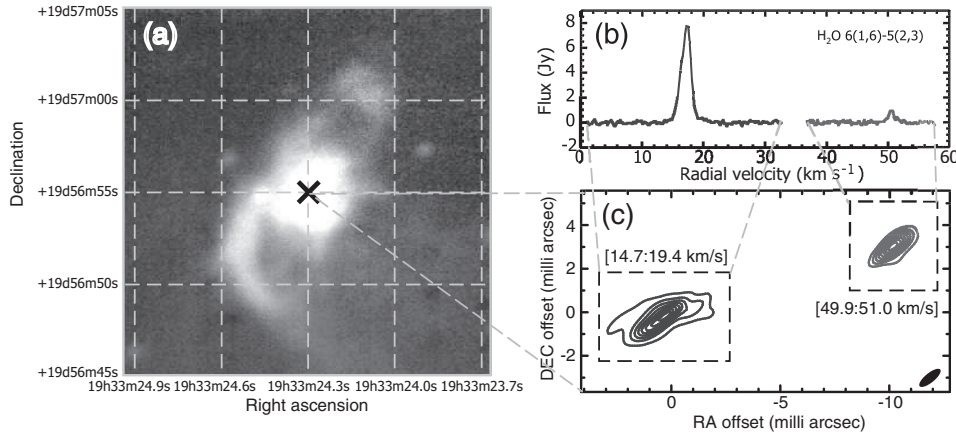 (a)
+19d57m05s
+19d57m00s
+19d56m55s
+19d56m50s
+19d56m45s
Declination
19h33m24.9s 19h33m24.6s 19h33m24.3s 19h33m24.0s 19h33m23.7s
Right ascension
(b)
H₂O 6(1,6)-5(2,3)
Flux (Jy)
8
6
4
2
0
-2
0 10 20 30 40 50 60
Radial velocity (km s⁻¹)
(c)
[14.7:19.4 km/s]
[49.9:51.0 km/s]
DEC offset (milli arcsec)
4
2
0
-2
0 -5 -10
RA offset (milli arcsec)